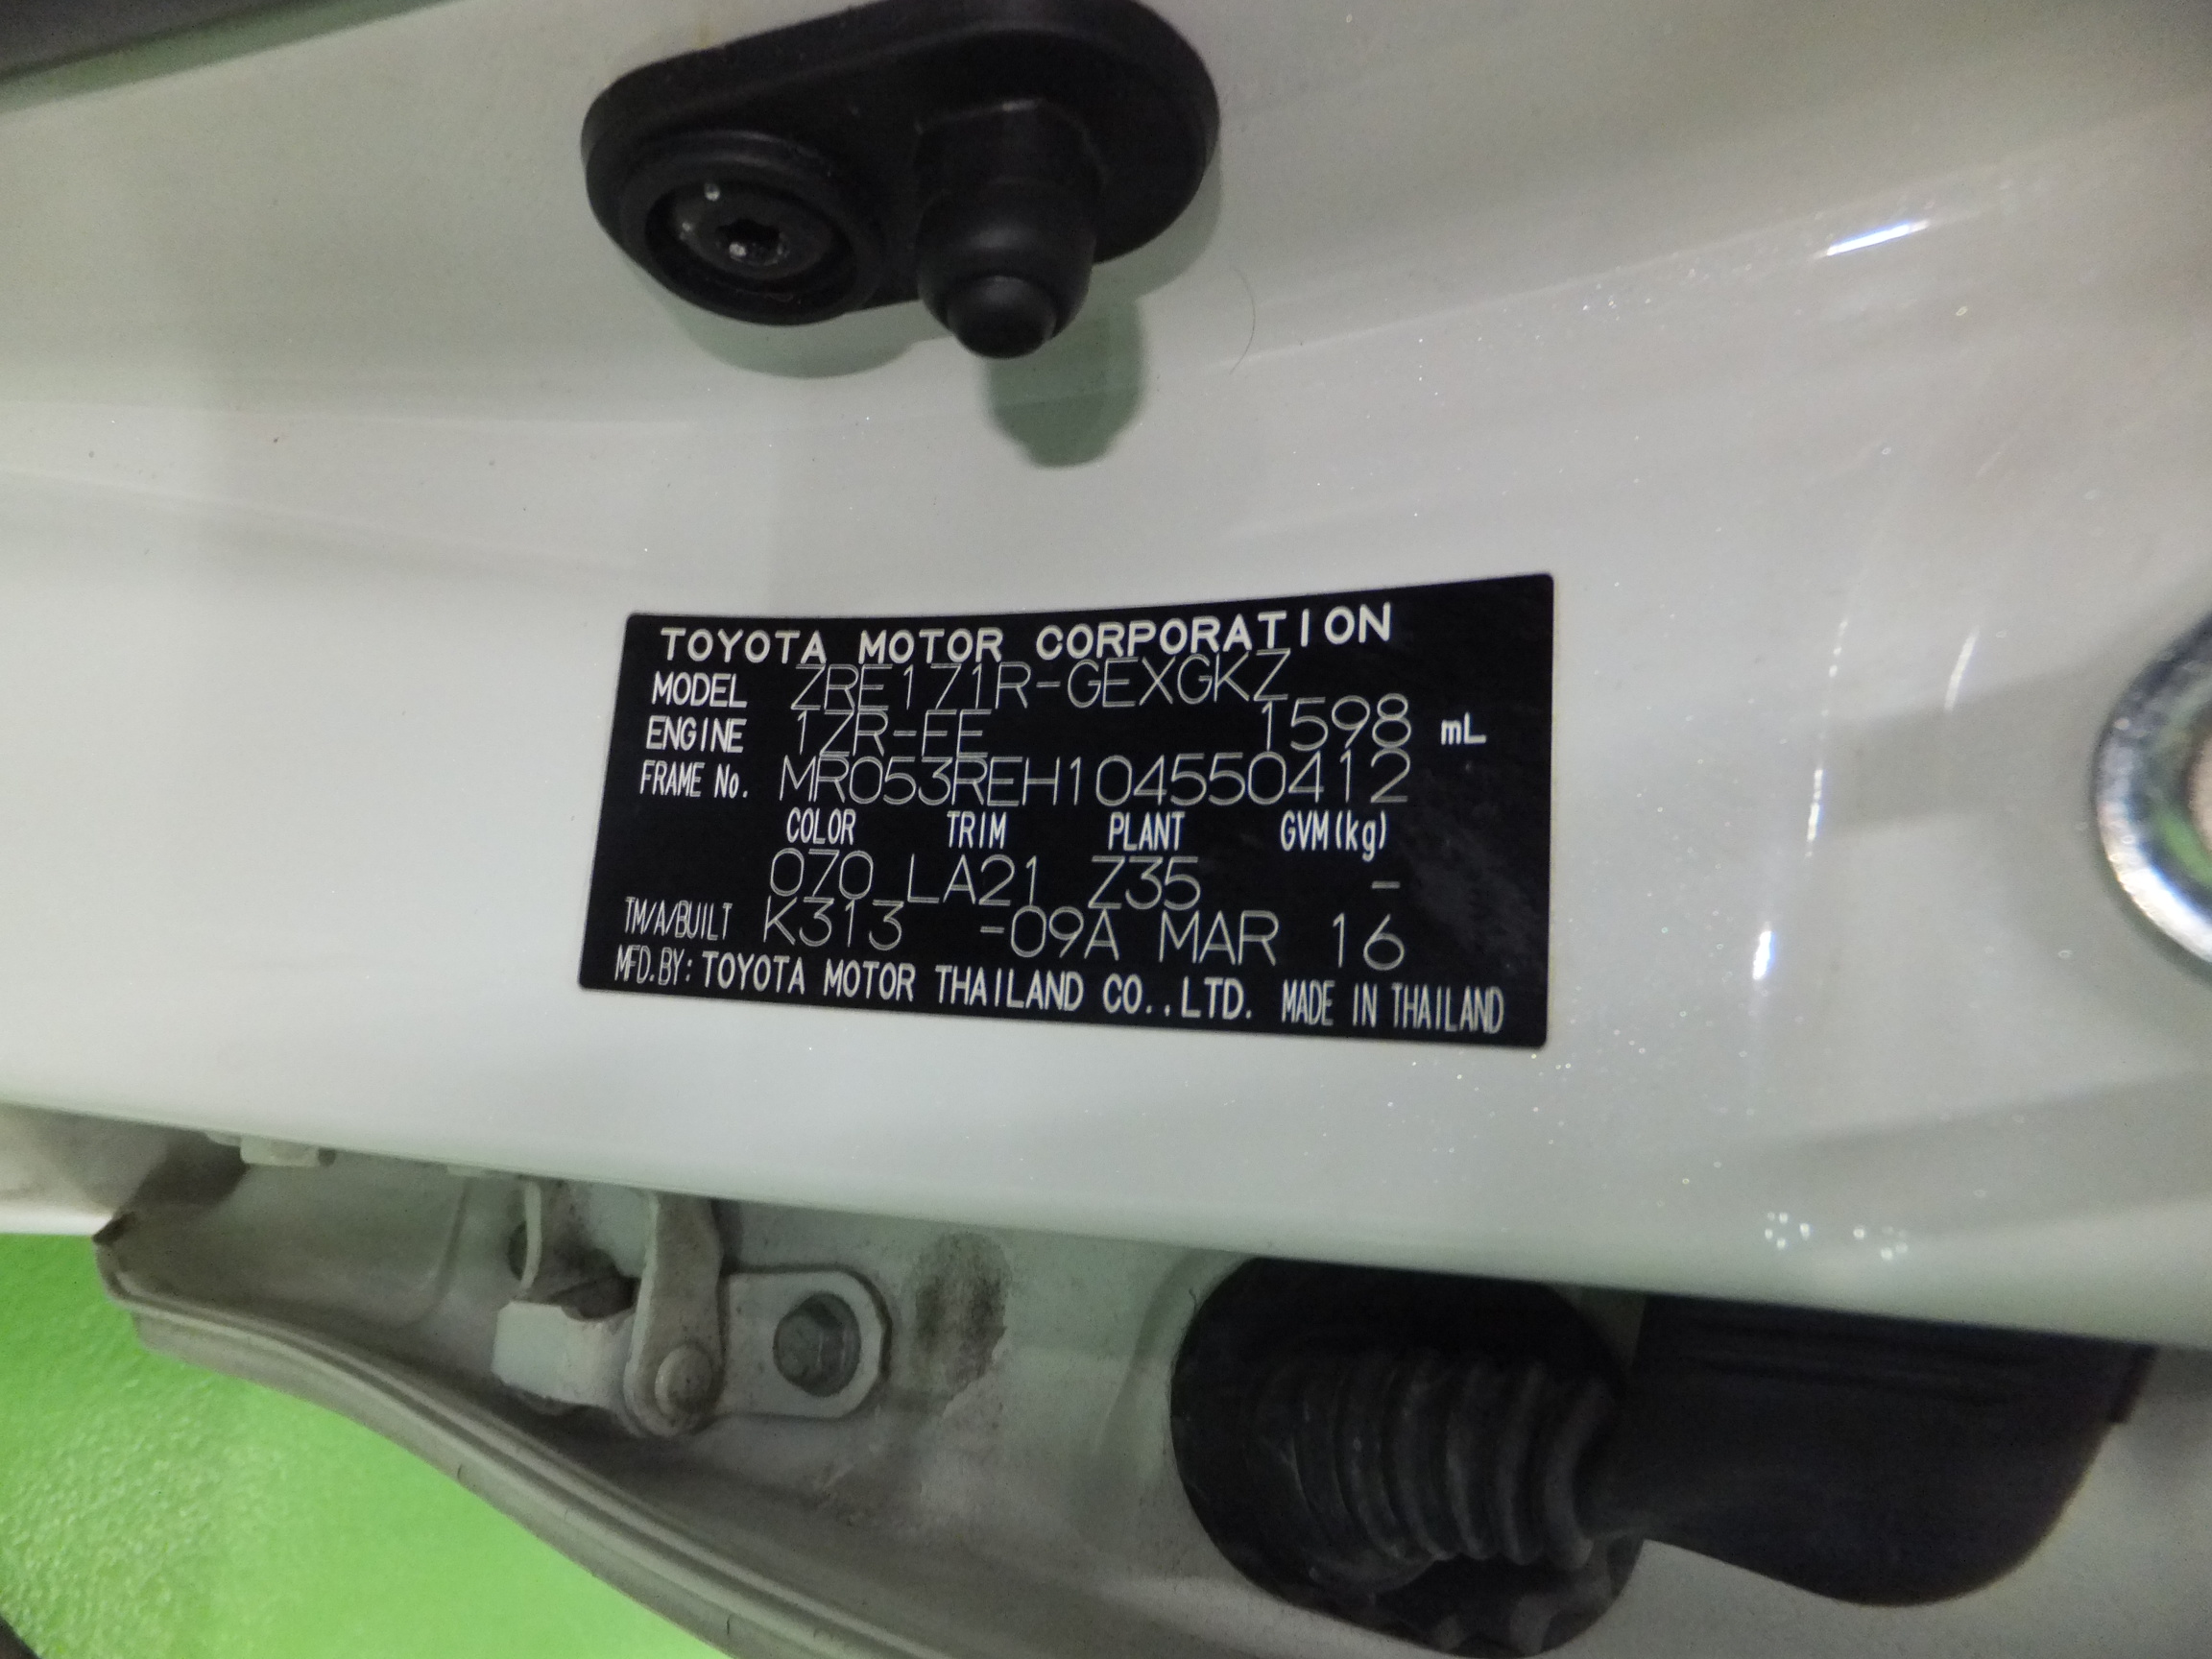 TOYOTA MOTOR CORPORATION
MODEL ZRE171R-GEXGKZ
ENGINE 1ZR-FE 1598 mL
FRAME No. MR053REH104550412
COLOR TRIM PLANT GVM(kg)
070 LA21 Z35 -
TM/A/BUILT K313 -09A MAR 16
MFD.BY: TOYOTA MOTOR THAILAND CO.,LTD. MADE IN THAILAND